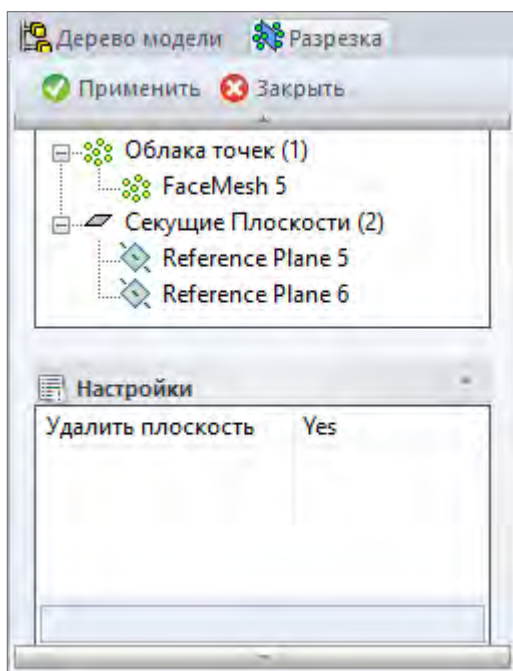 Дерево модели Разрезка
Применить Закрыть
Облака точек (1)
FaceMesh 5
Секущие Плоскости (2)
Reference Plane 5
Reference Plane 6
Настройки
Удалить плоскость Yes